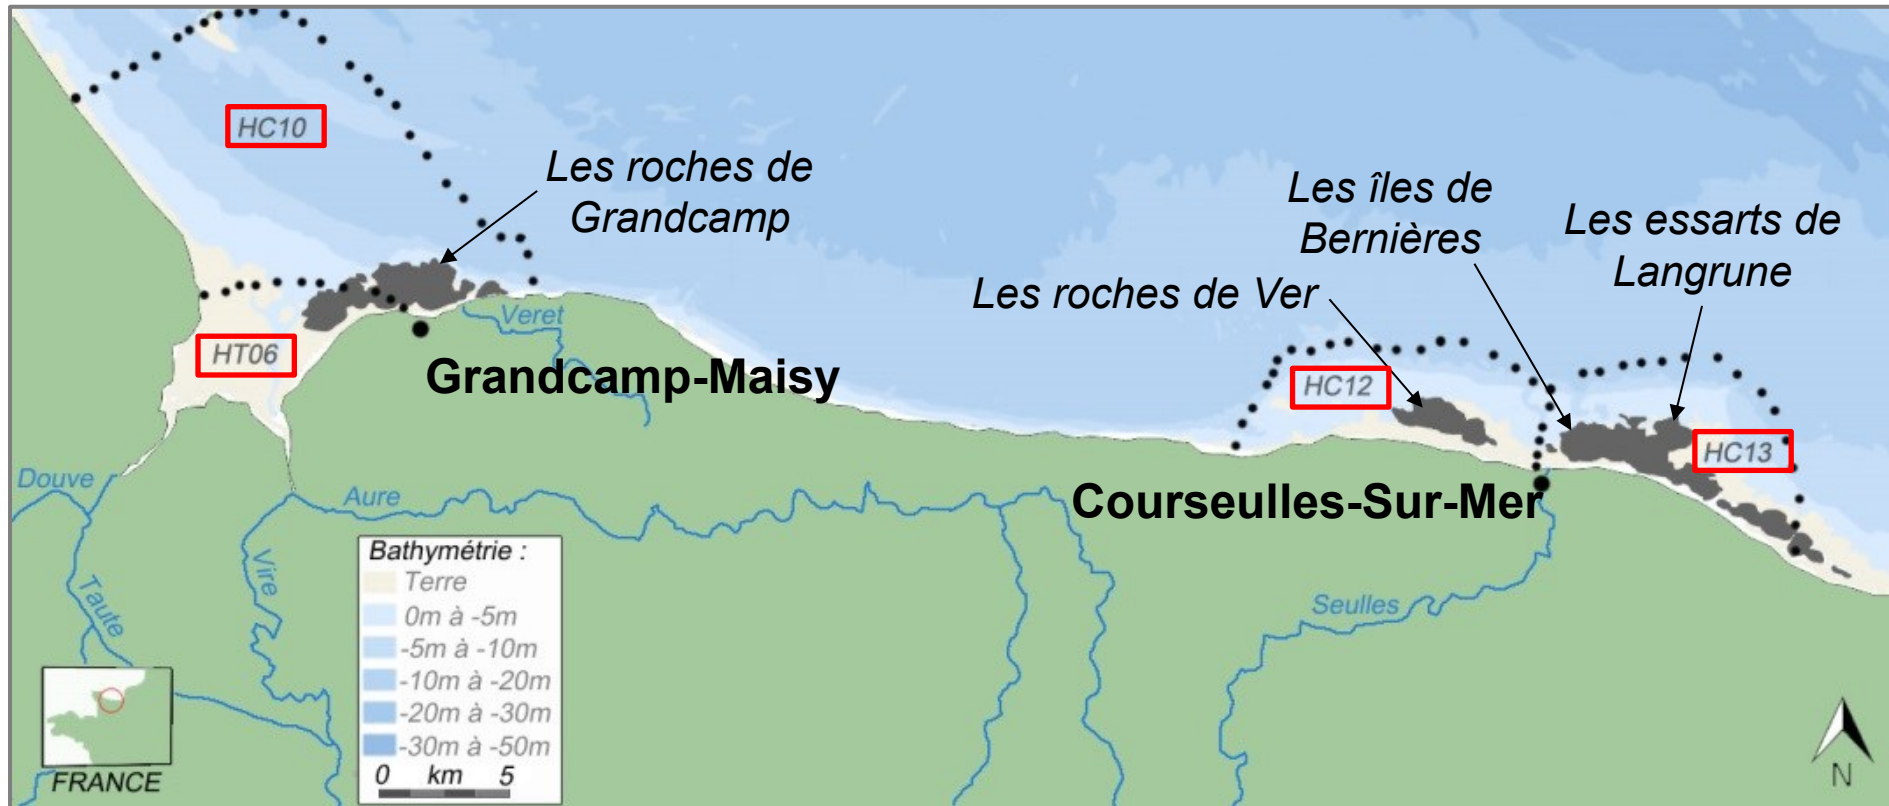 HC10
Les roches de
Grandcamp
Les îles de
Bernières
Les essarts de
Langrune
Les roches de Ver
HT06
Veret
Grandcamp-Maisy
HC12
HC13
Douve
Aure
Courseulles-Sur-Mer
Vire
Taute
Seulles
Bathymétrie :
Terre
0m à -5m
-5m à -10m
-10m à -20m
-20m à -30m
-30m à -50m
0 km 5
FRANCE
N